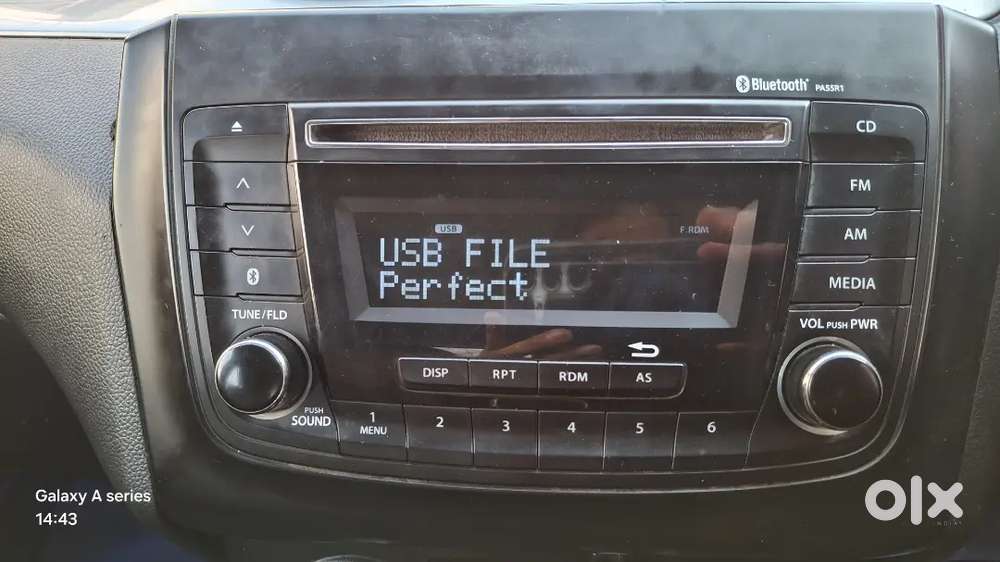 Bluetooth® PA55R1
CD
FM
AM
MEDIA
VOL PUSH PWR
USB
F.RDM
USB FILE
Perfect
TUNE/FLD
PUSH
SOUND
DISP
RPT
RDM
AS
1
MENU
2
3
4
5
6
Galaxy A series
14:43
olx
INDIA